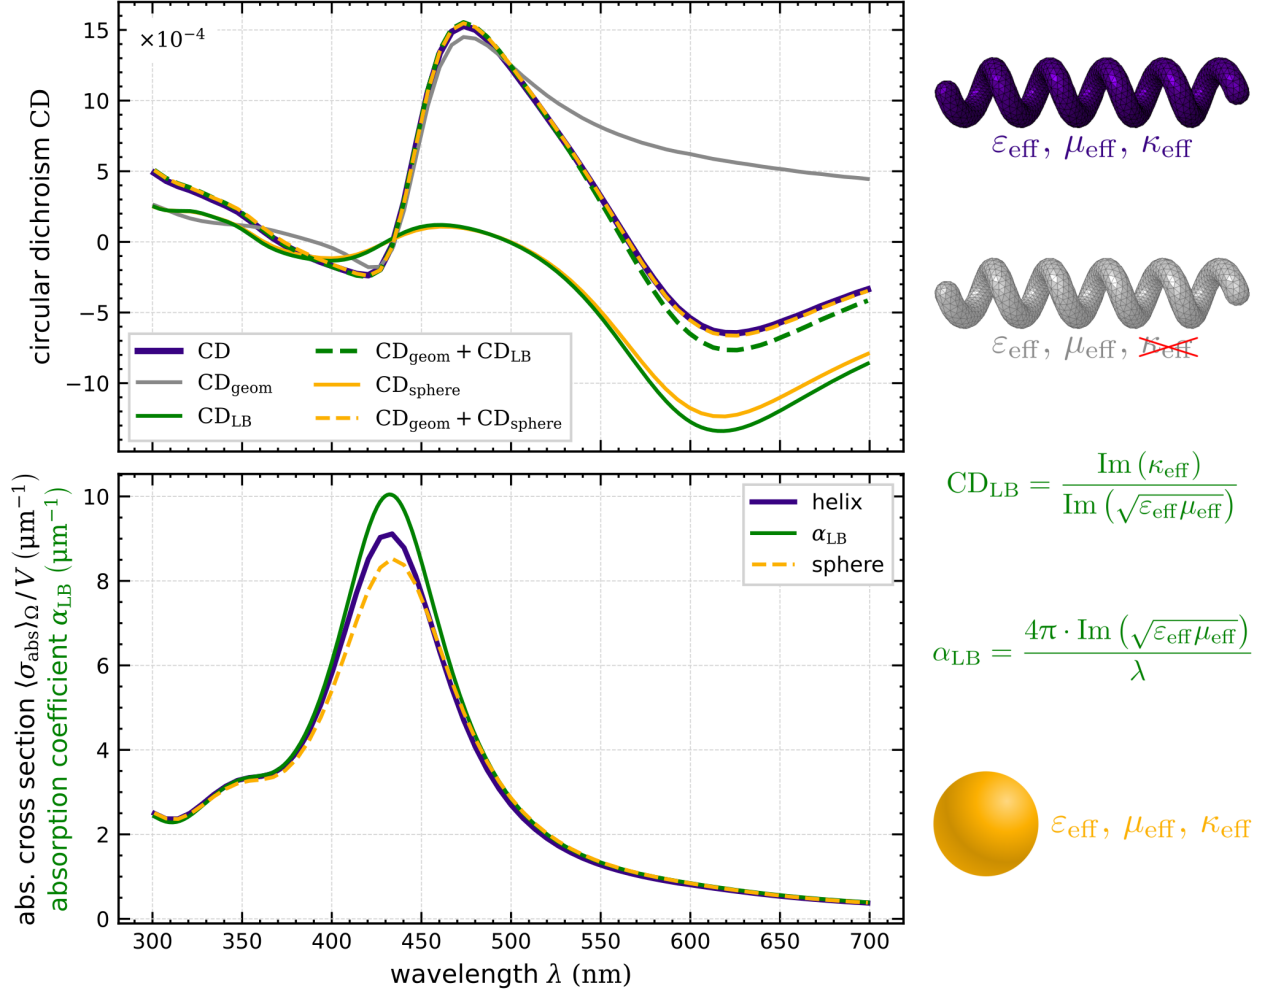 ×10⁻⁴
circular dichroism CD
15
10
5
0
−5
−10
CD
CD_geom
CD_LB
CD_geom + CD_LB
CD_sphere
CD_geom + CD_sphere
ε_eff, μ_eff, κ_eff
ε_eff, μ_eff, κ_eff
abs. cross section ⟨σ_abs⟩_Ω/V (μm⁻¹)
absorption coefficient α_LB (μm⁻¹)
10
8
6
4
2
0
helix
α_LB
sphere
300 350 400 450 500 550 600 650 700
wavelength λ (nm)
CD_LB = Im (κ_eff) / Im (√ε_eff μ_eff)
α_LB = 4π · Im (√ε_eff μ_eff) / λ
ε_eff, μ_eff, κ_eff